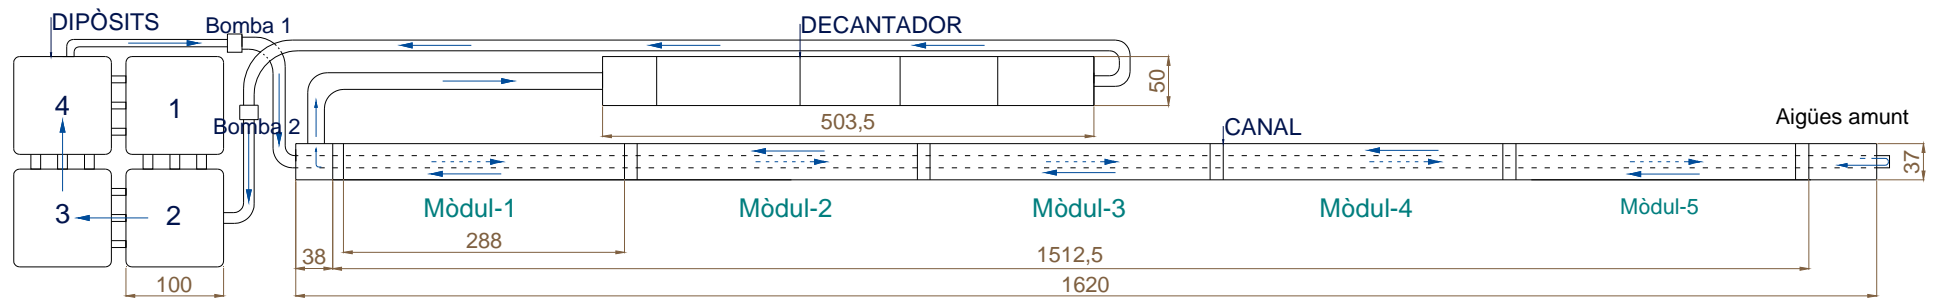 DIPÒSITS
Bomba 1
DECANTADOR
4
1
50
Bomba 2
503,5
CANAL
Aigües amunt
37
3
2
Mòdul-1
Mòdul-2
Mòdul-3
Mòdul-4
Mòdul-5
288
38
1512,5
100
1620